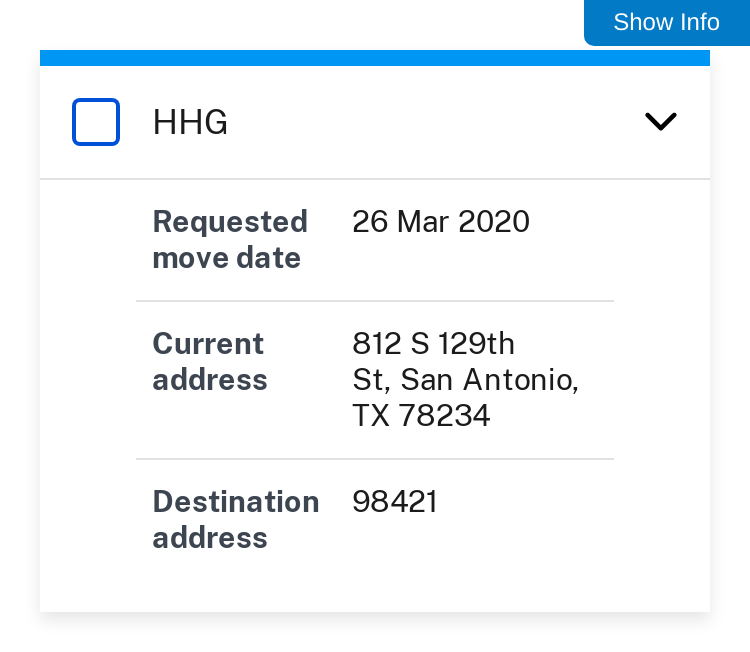 Show Info
HHG
Requested
move date
26 Mar 2020
Current
address
812 S 129th
St, San Antonio,
TX 78234
Destination
address
98421